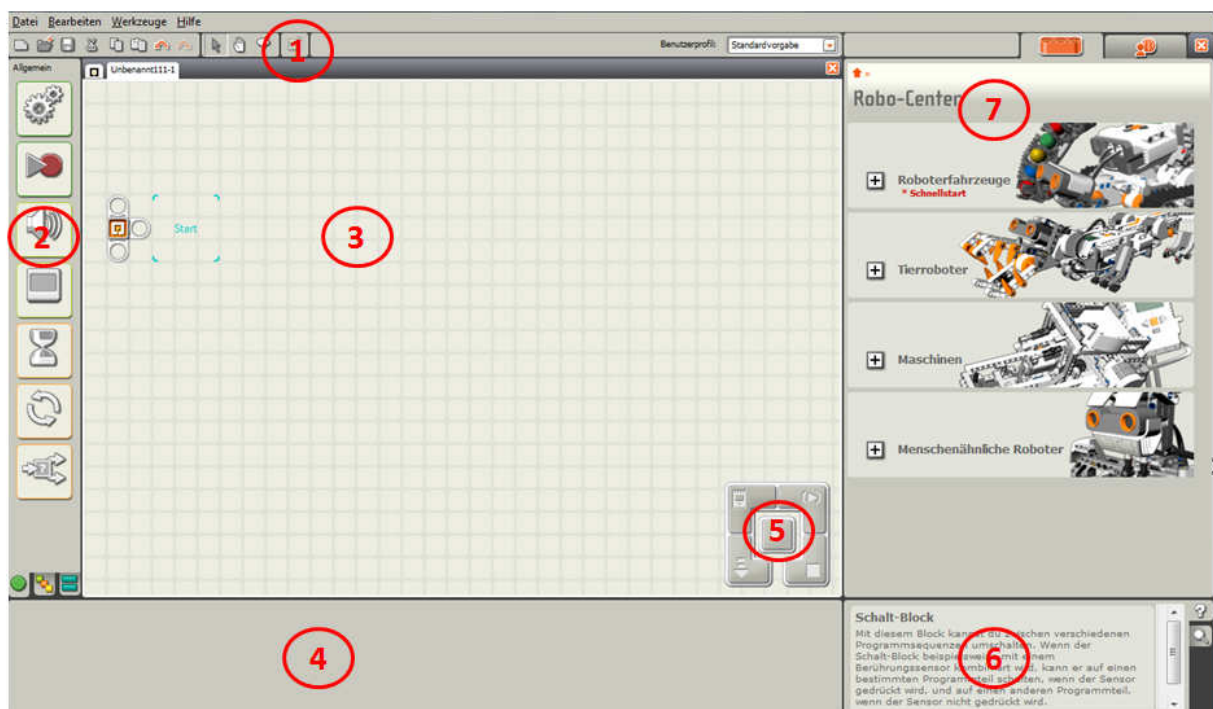 Datei Bearbeiten Werkzeuge Hilfe
1
Benutzerprofil: Standardvorgabe
Allgemein
Unbenannt111-1
2
Start
3
5
4
Robo-Center
7
+ Roboterfahrzeuge
* Schnellstart
+ Tierroboter
+ Maschinen
+ Menschenähnliche Roboter
Schalt-Block
Mit diesem Block kannst du zwischen verschiedenen
Programmsequenzen umschalten. Wenn der
Schalt-Block beispielsweise mit einem
Berührungssensor kombiniert wird, kann er auf einen
bestimmten Programmteil schalten, wenn der Sensor
gedrückt wird, und auf einen anderen Programmteil,
wenn der Sensor nicht gedrückt wird.
6
?